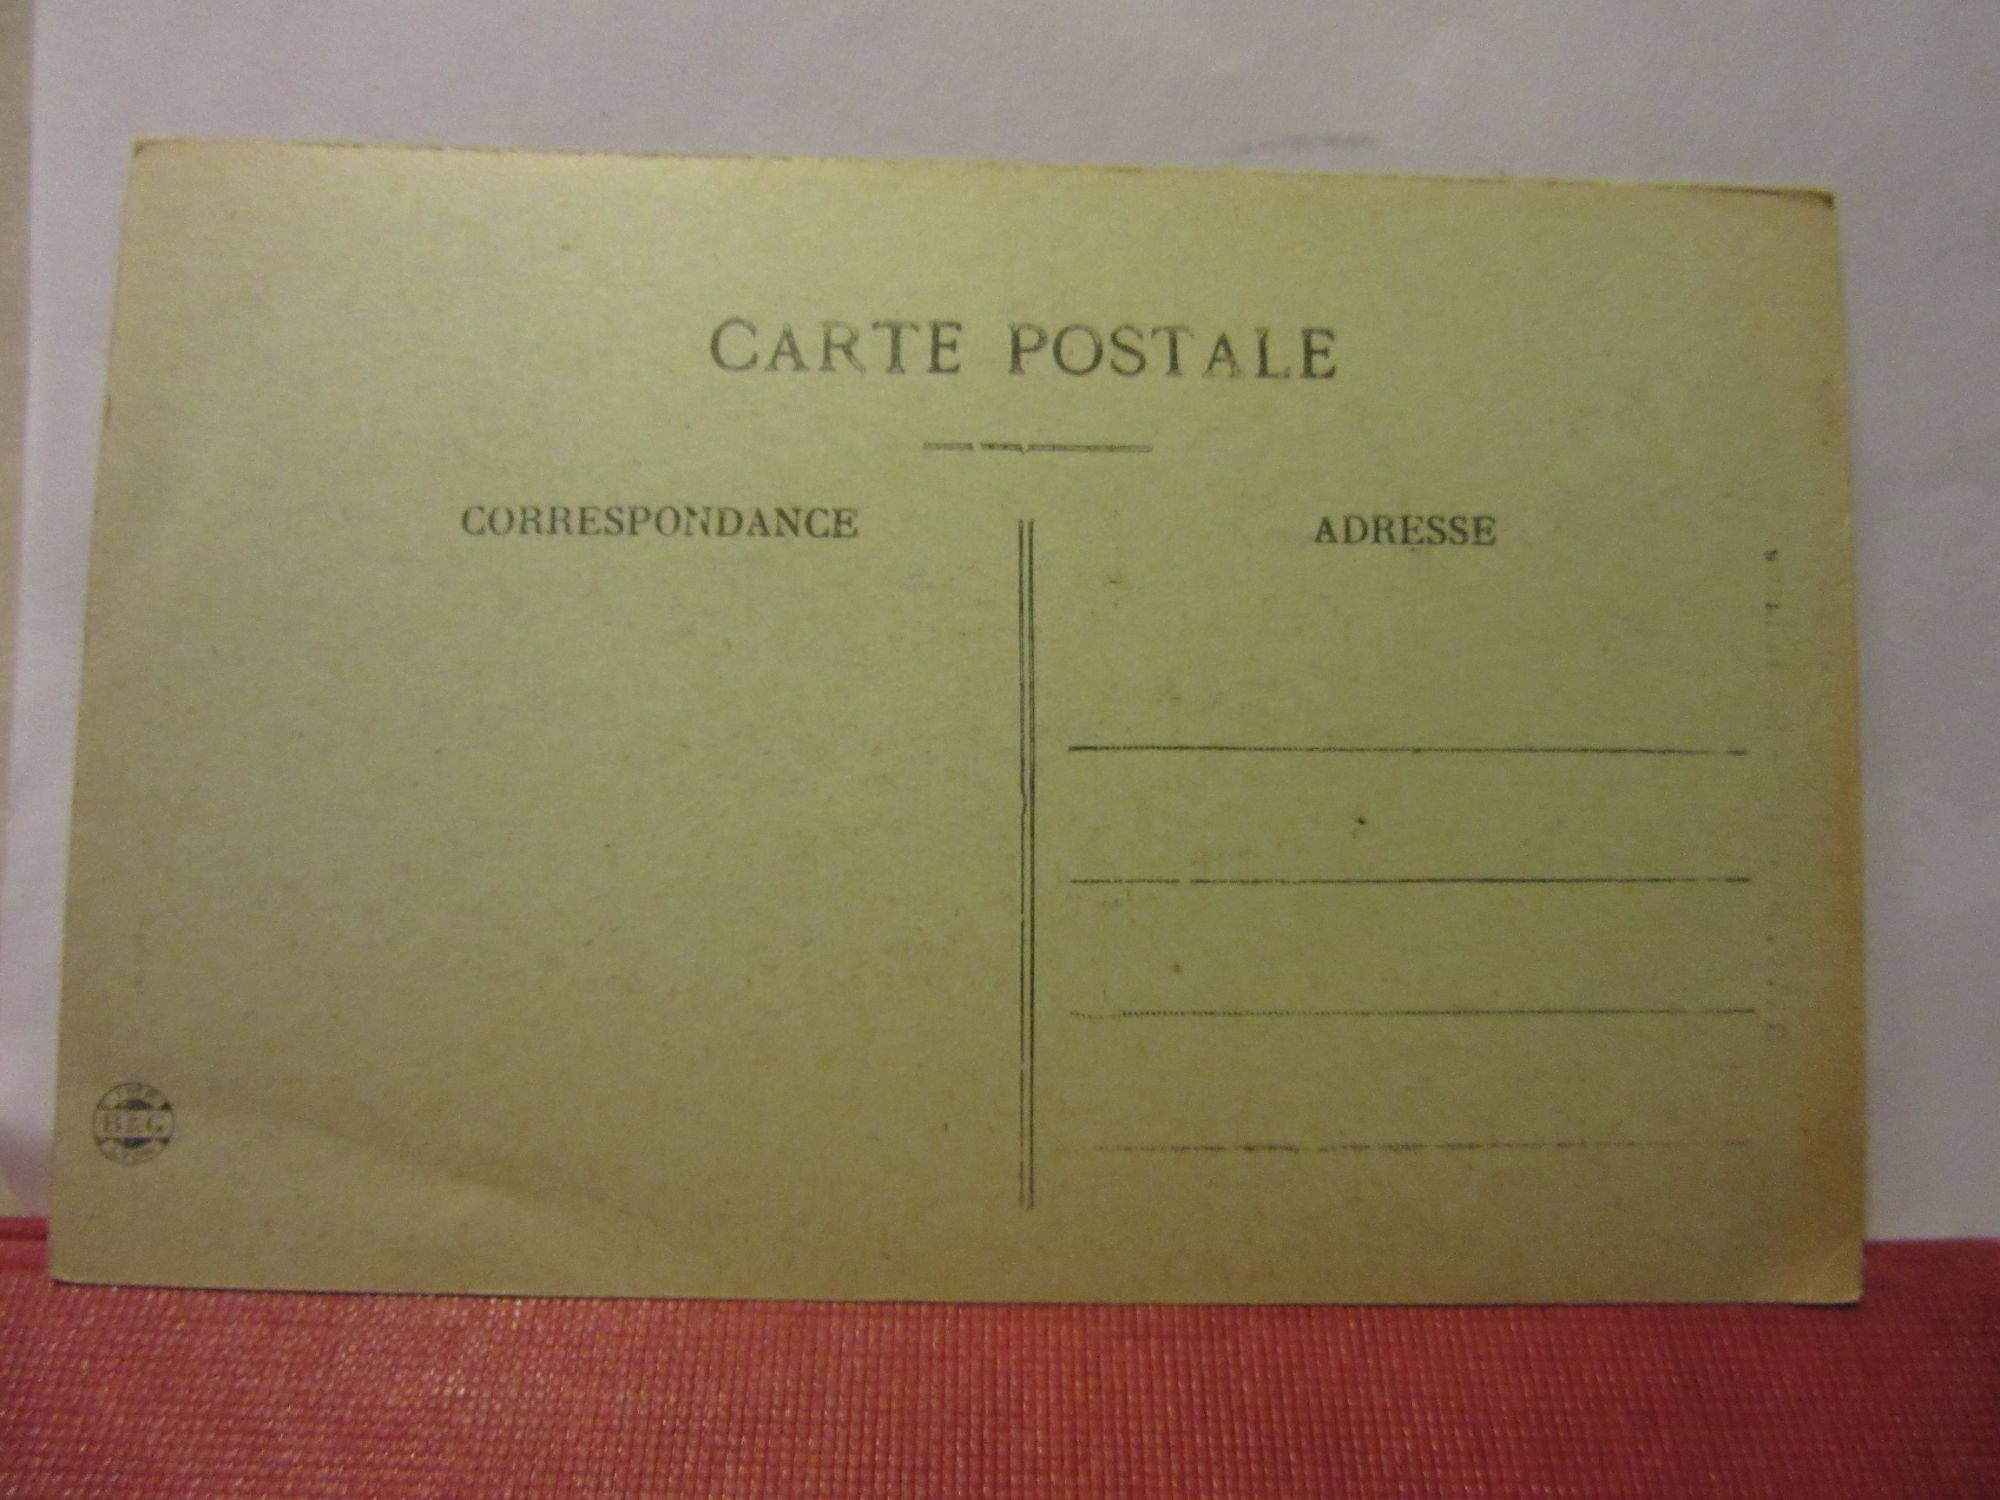 CARTE POSTALE
CORRESPONDANCE
ADRESSE
B & G